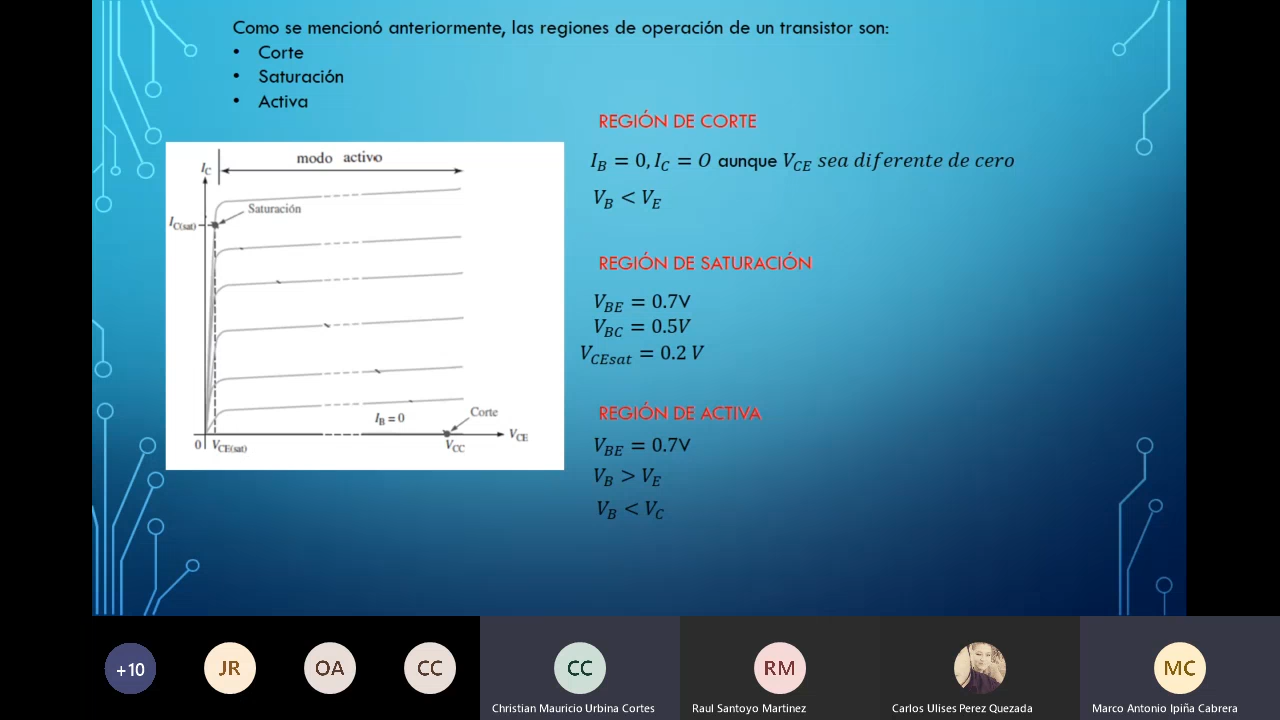 Como se mencionó anteriormente, las regiones de operación de un transistor son:
• Corte
• Saturación
• Activa
REGIÓN DE CORTE
I_B = 0, I_C = O aunque V_CE sea diferente de cero
V_B < V_E
REGIÓN DE SATURACIÓN
V_BE = 0.7V
V_BC = 0.5V
V_CEsat = 0.2 V
REGIÓN DE ACTIVA
V_BE = 0.7V
V_B > V_E
V_B < V_C
modo activo
I_C
Saturación
I_C(sat)
I_B = 0
Corte
V_CE
0
V_CE(sat)
V_CC
+10
JR
OA
CC
CC
Christian Mauricio Urbina Cortes
RM
Raul Santoyo Martinez
Carlos Ulises Perez Quezada
MC
Marco Antonio Ipiña Cabrera